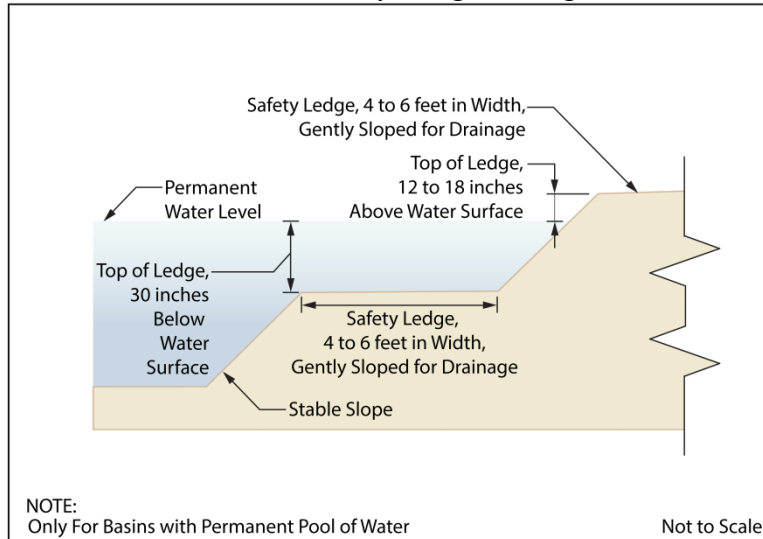 Safety Ledge, 4 to 6 feet in Width,
Gently Sloped for Drainage
Top of Ledge,
12 to 18 inches
Above Water Surface
Permanent
Water Level
Top of Ledge,
30 inches
Below
Water
Surface
Safety Ledge,
4 to 6 feet in Width,
Gently Sloped for Drainage
Stable Slope
NOTE:
Only For Basins with Permanent Pool of Water
Not to Scale